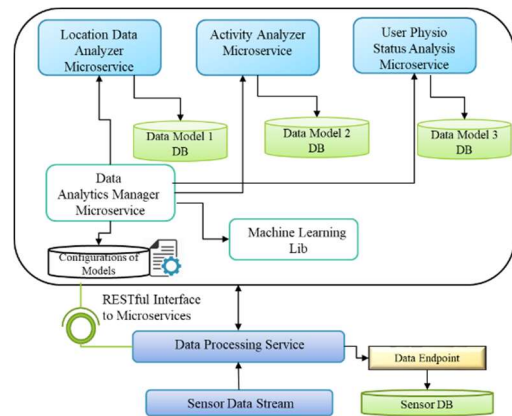 Location Data
Analyzer
Microservice
Activity Analyzer
Microservice
User Physio
Status Analysis
Microservice
Data Model 1
DB
Data Model 2
DB
Data Model 3
DB
Data
Analytics Manager
Microservice
Machine Learning
Lib
Configurations of
Models
RESTful Interface
to Microservices
Data Processing Service
Data Endpoint
Sensor Data Stream
Sensor DB